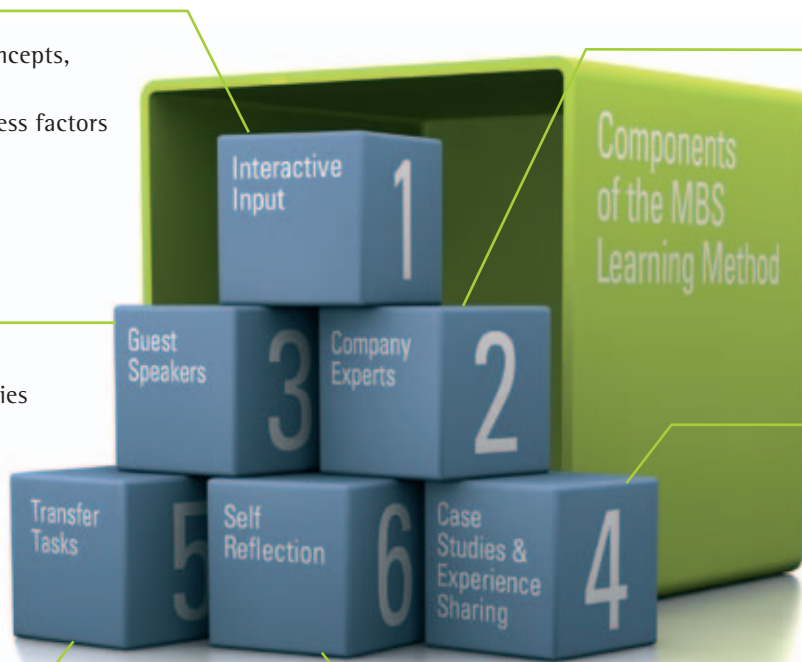 ncepts,
ess factors
ies
Components
of the MBS
Learning Method
Interactive
Input
1
Guest
Speakers
3
Company
Experts
2
Transfer
Tasks
5
Self
Reflection
6
Case
Studies &
Experience
Sharing
4